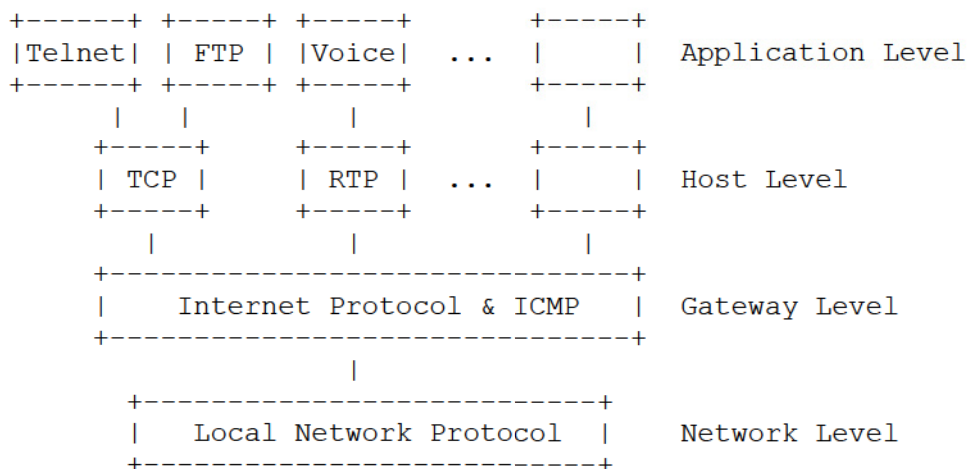 +------+ +-----+ +-----+       +-----+
|Telnet| | FTP | |Voice|  ...  |     |  Application Level
+------+ +-----+ +-----+       +-----+
      |   |         |             |
     +-----+     +-----+       +-----+
     | TCP |     | RTP |  ...  |     |  Host Level
     +-----+     +-----+       +-----+
        |           |             |
     +-------------------------------+
     |    Internet Protocol & ICMP   |  Gateway Level
     +-------------------------------+
                    |
       +---------------------------+
       |   Local Network Protocol  |    Network Level
       +---------------------------+